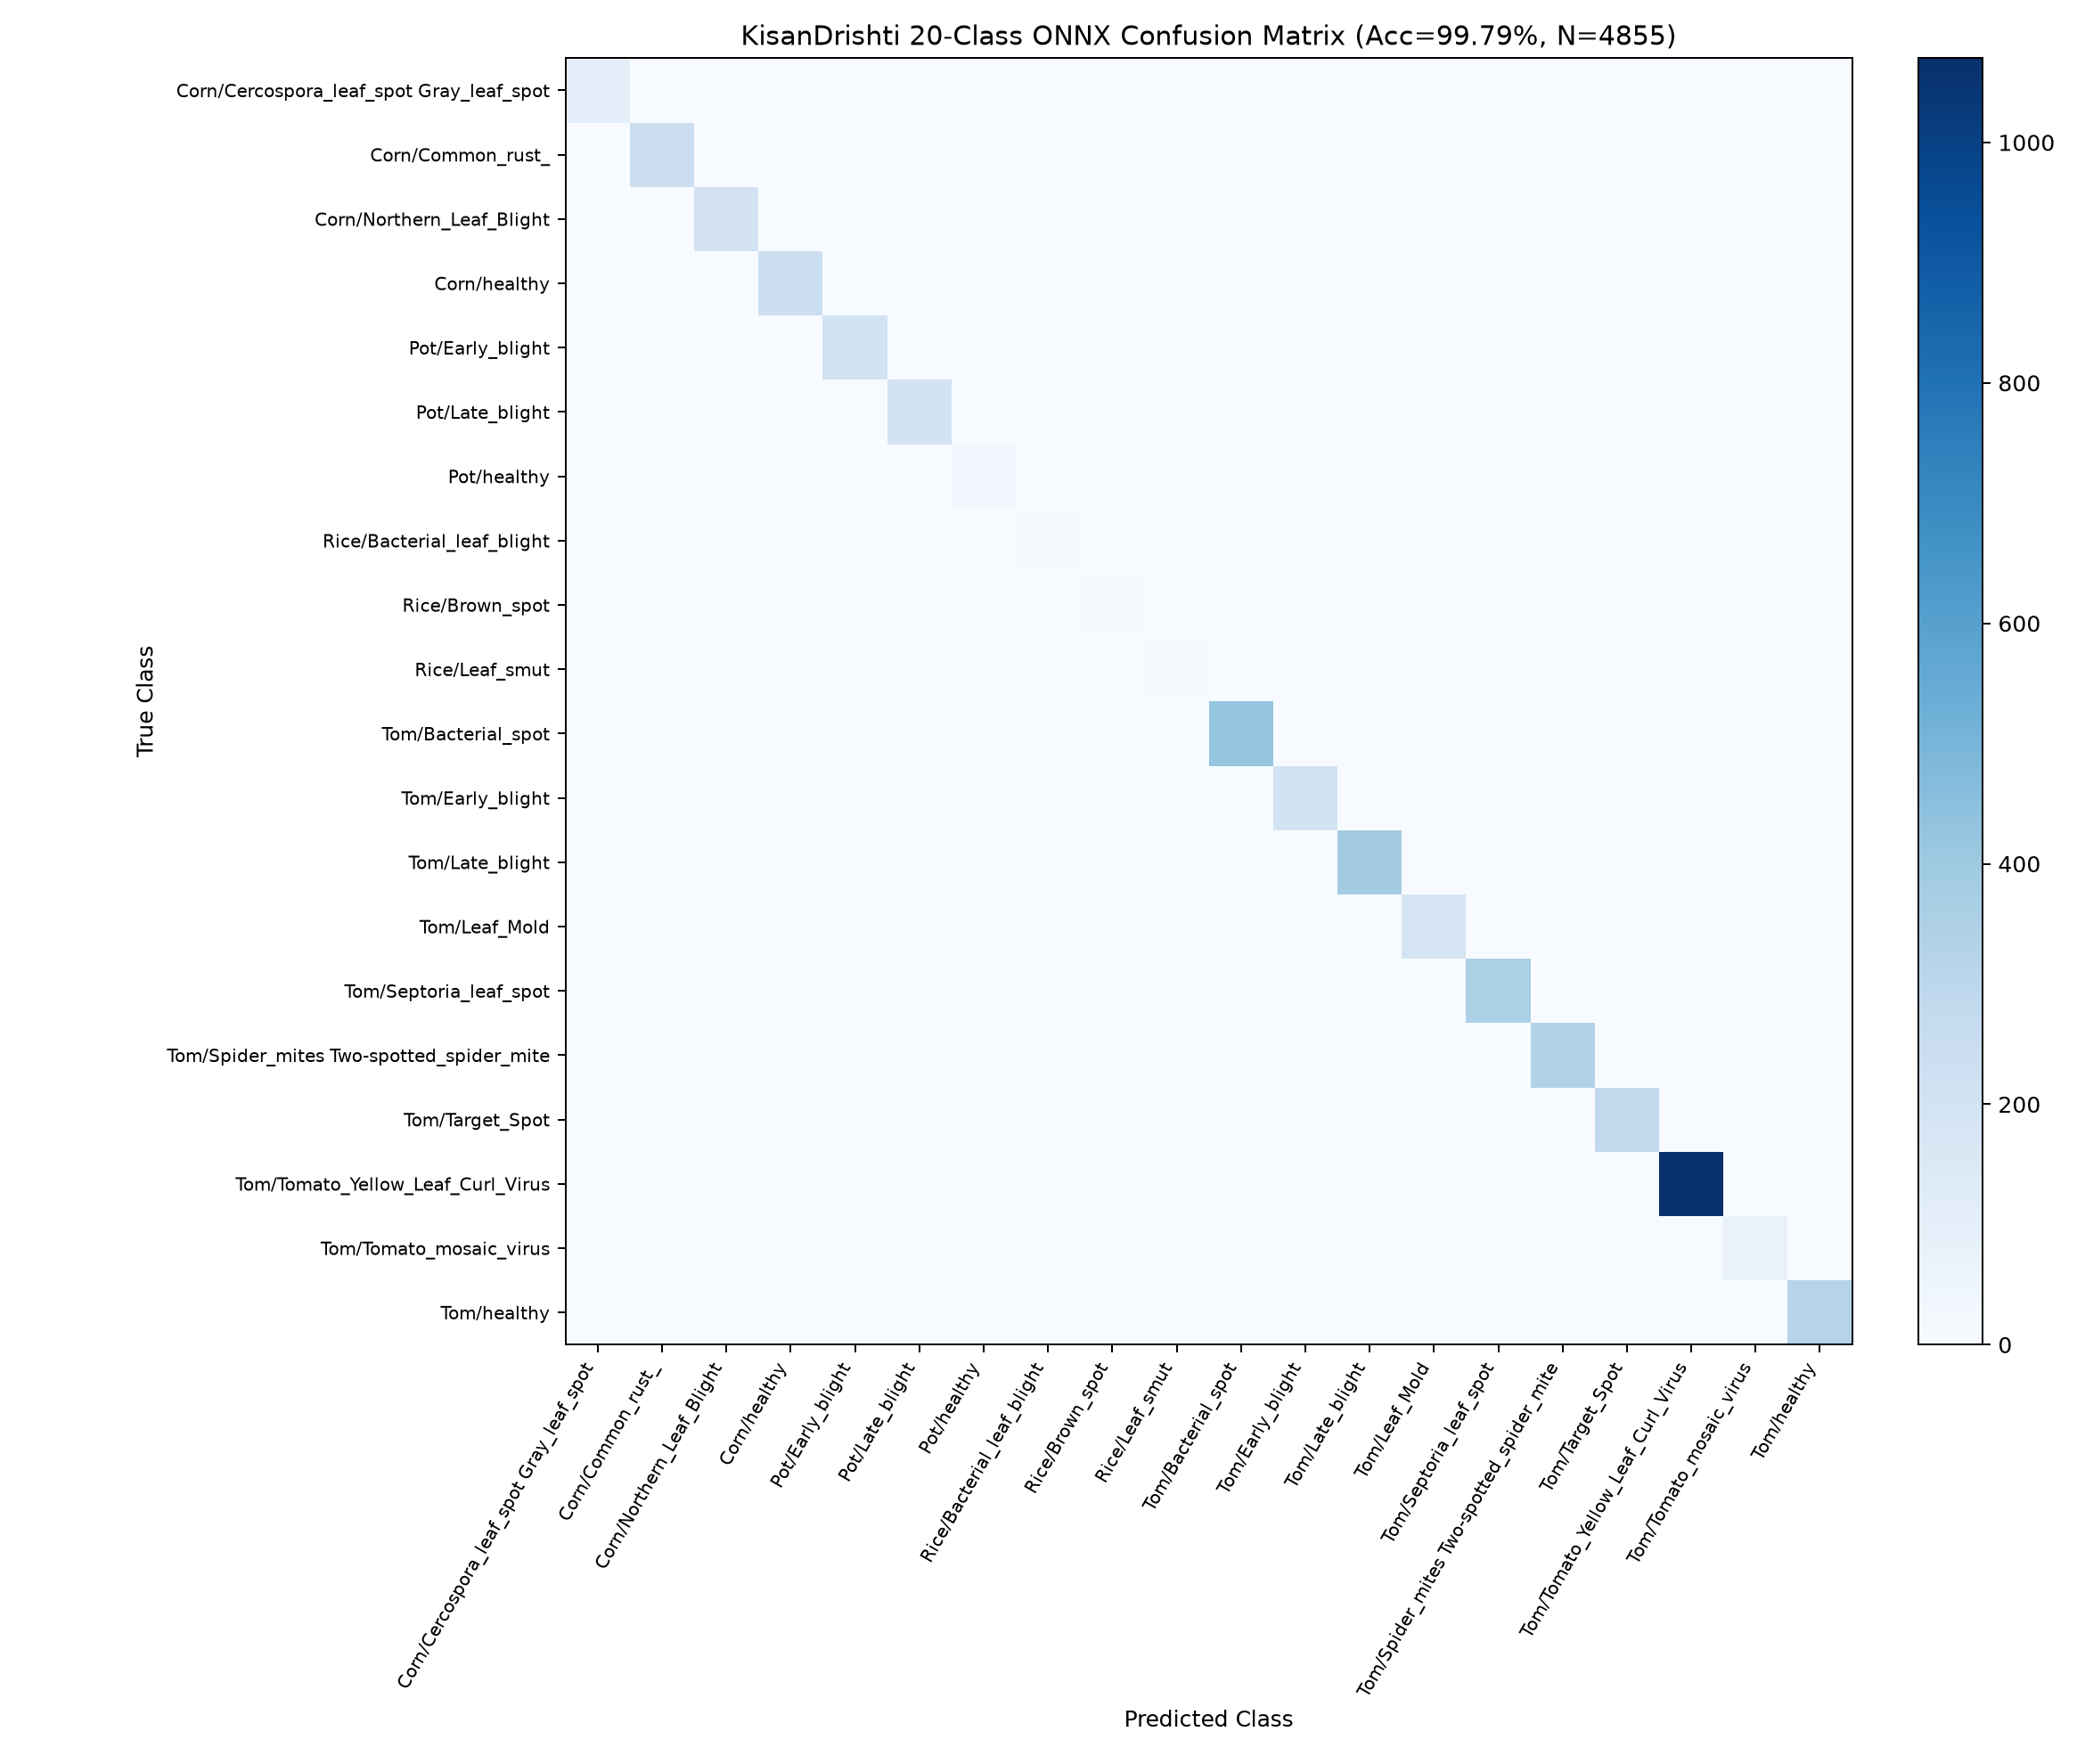 KisanDrishti 20-Class ONNX Confusion Matrix (Acc=99.79%, N=4855)
True Class
Corn/Cercospora_leaf_spot Gray_leaf_spot
Corn/Common_rust_
Corn/Northern_Leaf_Blight
Corn/healthy
Pot/Early_blight
Pot/Late_blight
Pot/healthy
Rice/Bacterial_leaf_blight
Rice/Brown_spot
Rice/Leaf_smut
Tom/Bacterial_spot
Tom/Early_blight
Tom/Late_blight
Tom/Leaf_Mold
Tom/Septoria_leaf_spot
Tom/Spider_mites Two-spotted_spider_mite
Tom/Target_Spot
Tom/Tomato_Yellow_Leaf_Curl_Virus
Tom/Tomato_mosaic_virus
Tom/healthy
Corn/Cercospora_leaf_spot Gray_leaf_spot
Corn/Common_rust_
Corn/Northern_Leaf_Blight
Corn/healthy
Pot/Early_blight
Pot/Late_blight
Pot/healthy
Rice/Bacterial_leaf_blight
Rice/Brown_spot
Rice/Leaf_smut
Tom/Bacterial_spot
Tom/Early_blight
Tom/Late_blight
Tom/Leaf_Mold
Tom/Septoria_leaf_spot
Tom/Spider_mites Two-spotted_spider_mite
Tom/Target_Spot
Tom/Tomato_Yellow_Leaf_Curl_Virus
Tom/Tomato_mosaic_virus
Tom/healthy
Predicted Class
1000
800
600
400
200
0